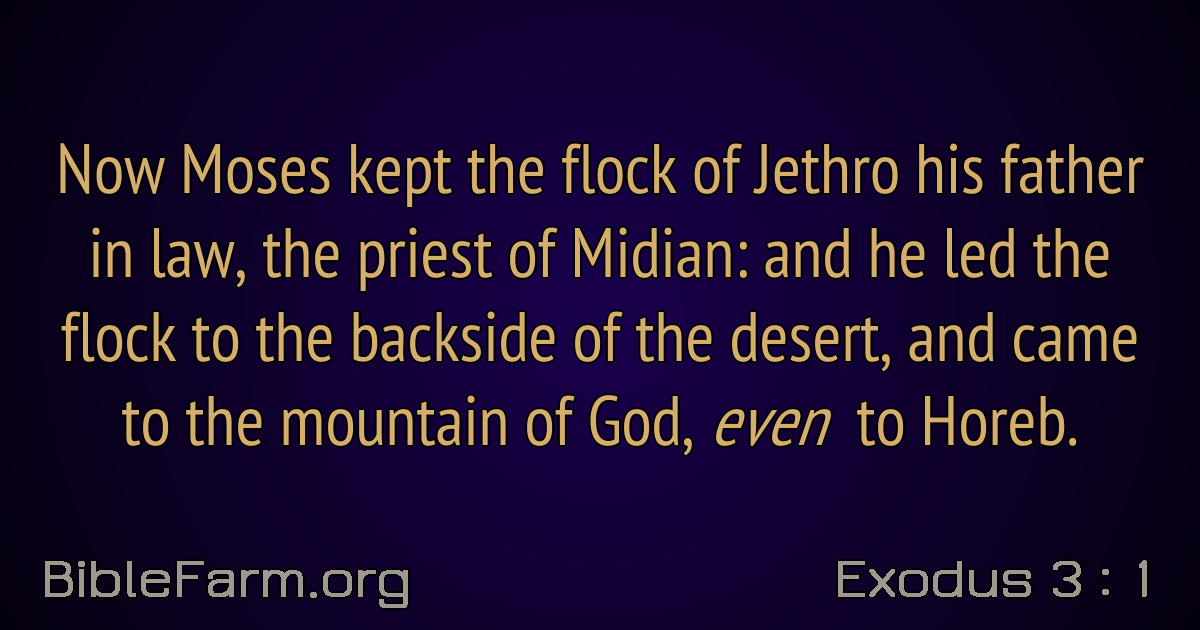 Now Moses kept the flock of Jethro his father
in law, the priest of Midian: and he led the
flock to the backside of the desert, and came
to the mountain of God, even to Horeb.
BibleFarm.org
Exodus 3 : 1